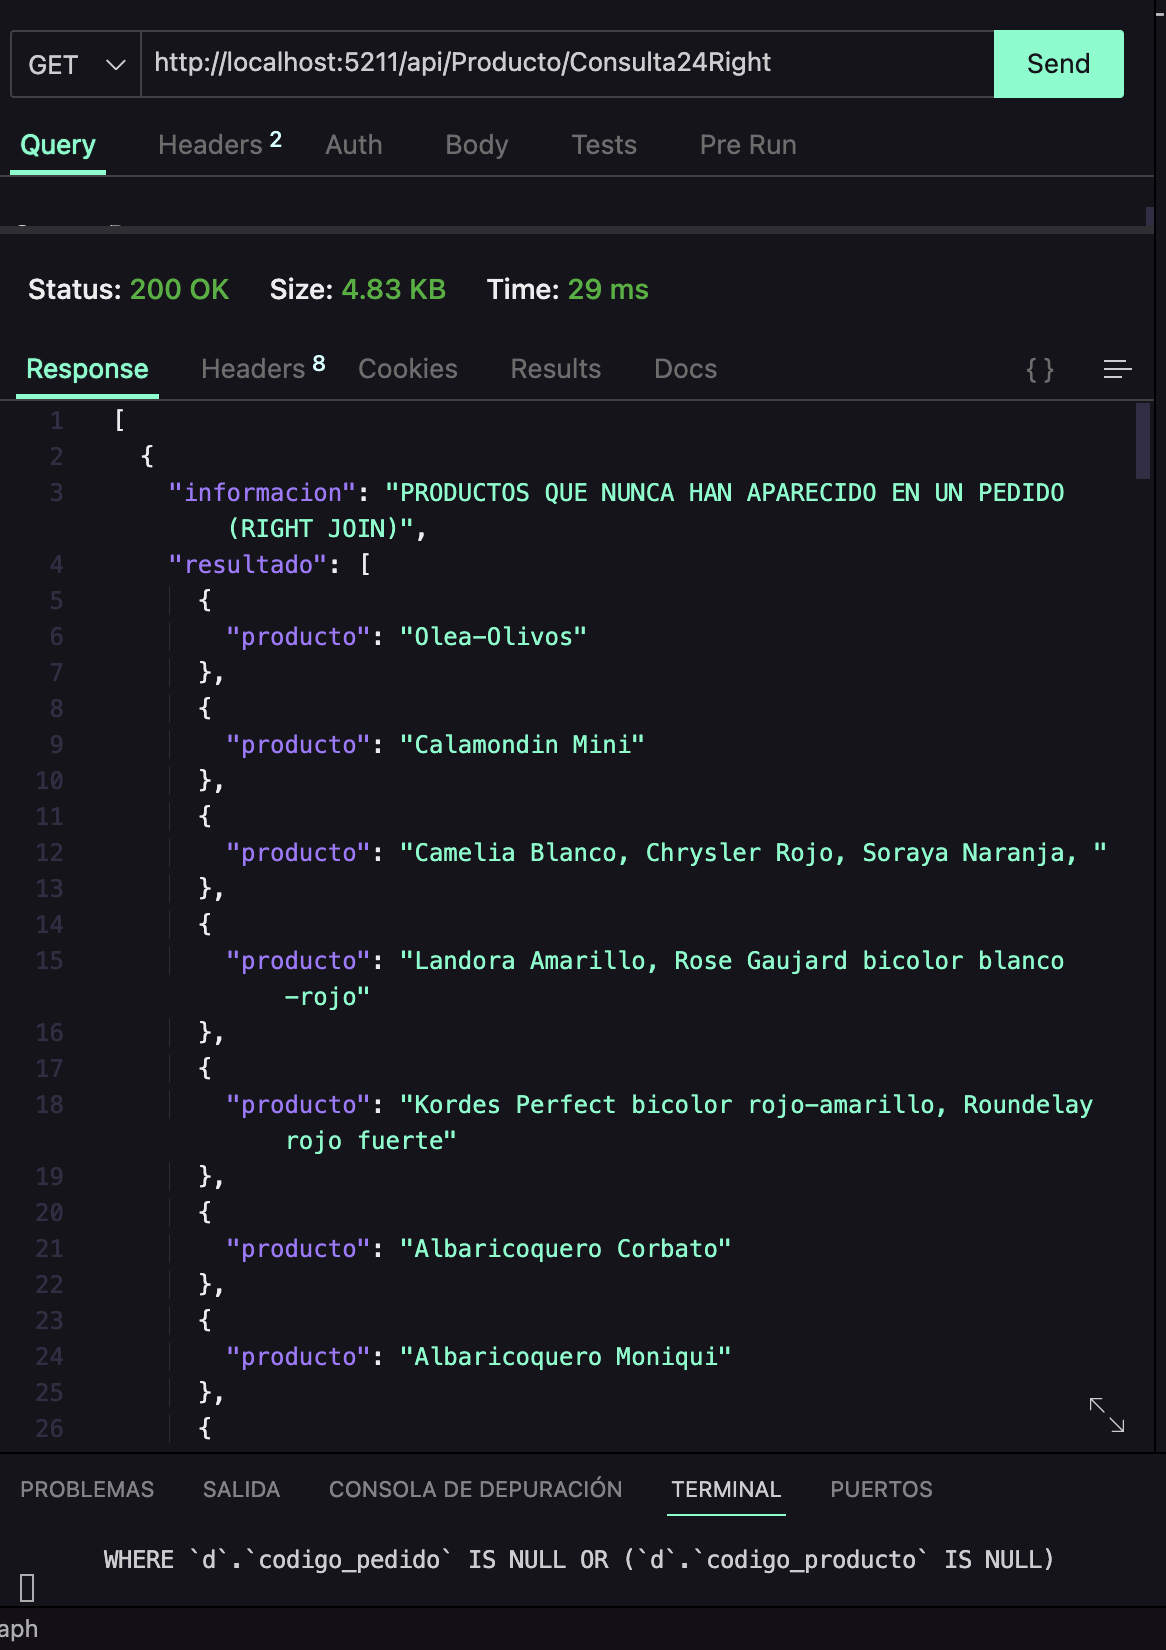 GET http://localhost:5211/api/Producto/Consulta24Right Send
Query Headers 2 Auth Body Tests Pre Run
Status: 200 OK Size: 4.83 KB Time: 29 ms
Response Headers 8 Cookies Results Docs { }
1 [
2 {
3 "informacion": "PRODUCTOS QUE NUNCA HAN APARECIDO EN UN PEDIDO
(RIGHT JOIN)",
4 "resultado": [
5 {
6 "producto": "Olea-Olivos"
7 },
8 {
9 "producto": "Calamondin Mini"
10 },
11 {
12 "producto": "Camelia Blanco, Chrysler Rojo, Soraya Naranja, "
13 },
14 {
15 "producto": "Landora Amarillo, Rose Gaujard bicolor blanco
-rojo"
16 },
17 {
18 "producto": "Kordes Perfect bicolor rojo-amarillo, Roundelay
rojo fuerte"
19 },
20 {
21 "producto": "Albaricoquero Corbato"
22 },
23 {
24 "producto": "Albaricoquero Moniqui"
25 },
26 {
PROBLEMAS SALIDA CONSOLA DE DEPURACIÓN TERMINAL PUERTOS
WHERE `d`.`codigo_pedido` IS NULL OR (`d`.`codigo_producto` IS NULL)
aph